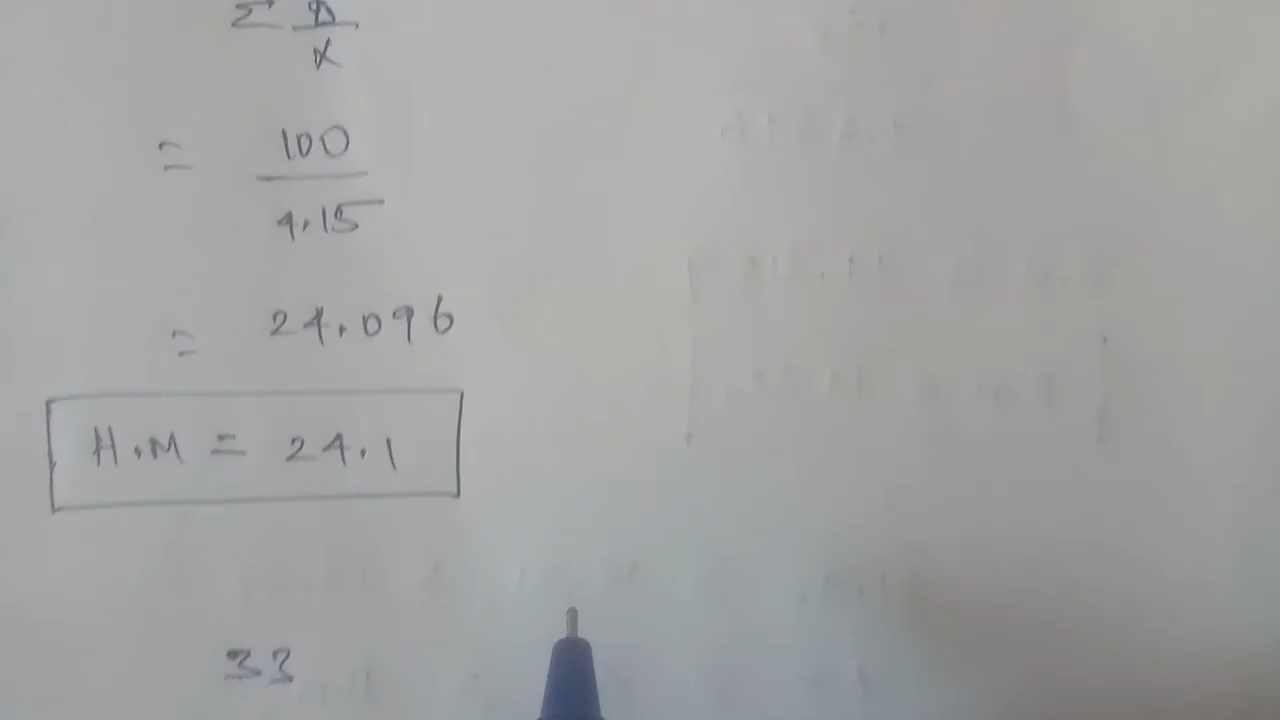 Σ
x
= 100
4.15
= 24.096
H.M = 24.1
33